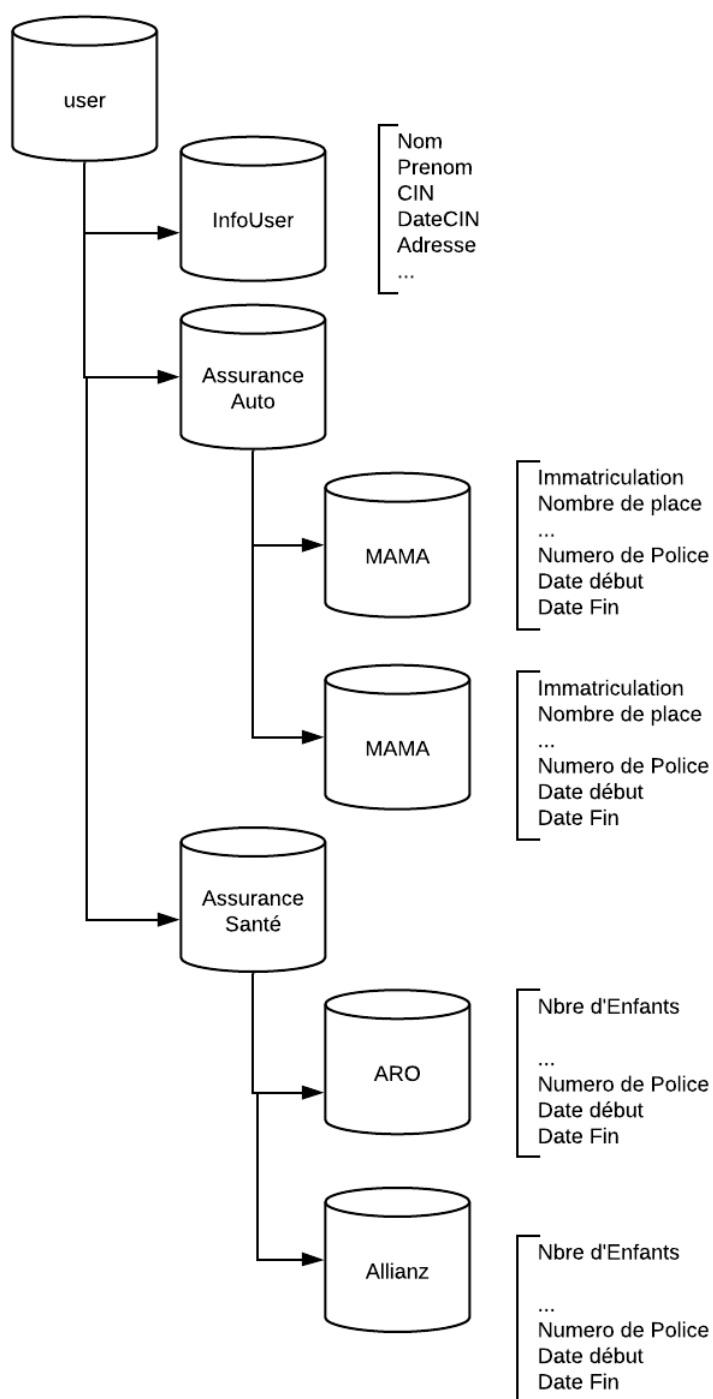 user
InfoUser
Nom
Prenom
CIN
DateCIN
Adresse
...
Assurance
Auto
MAMA
Immatriculation
Nombre de place
...
Numero de Police
Date début
Date Fin
MAMA
Immatriculation
Nombre de place
...
Numero de Police
Date début
Date Fin
Assurance
Santé
ARO
Nbre d'Enfants
...
Numero de Police
Date début
Date Fin
Allianz
Nbre d'Enfants
...
Numero de Police
Date début
Date Fin